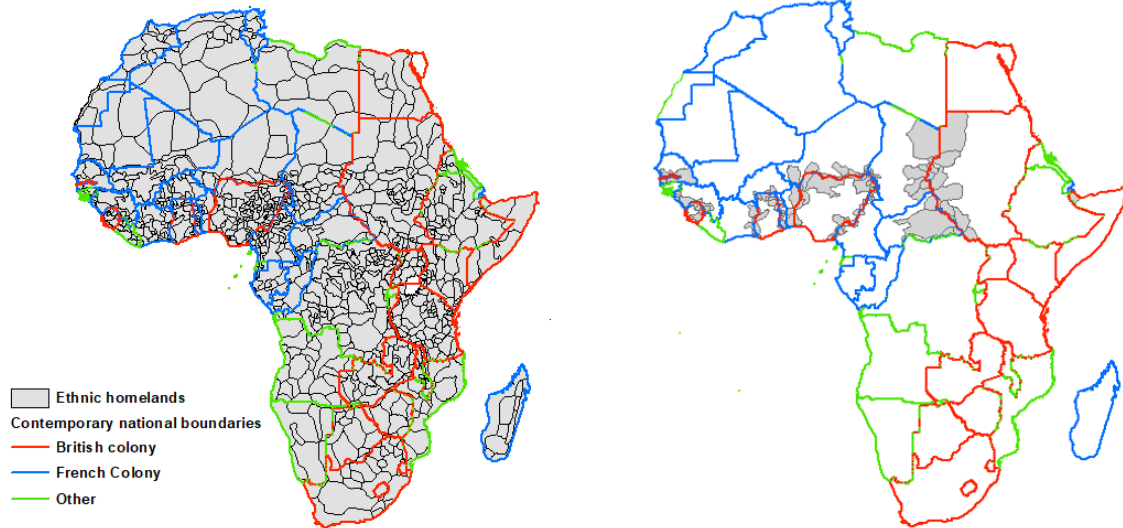 Ethnic homelands
Contemporary national boundaries
British colony
French Colony
Other